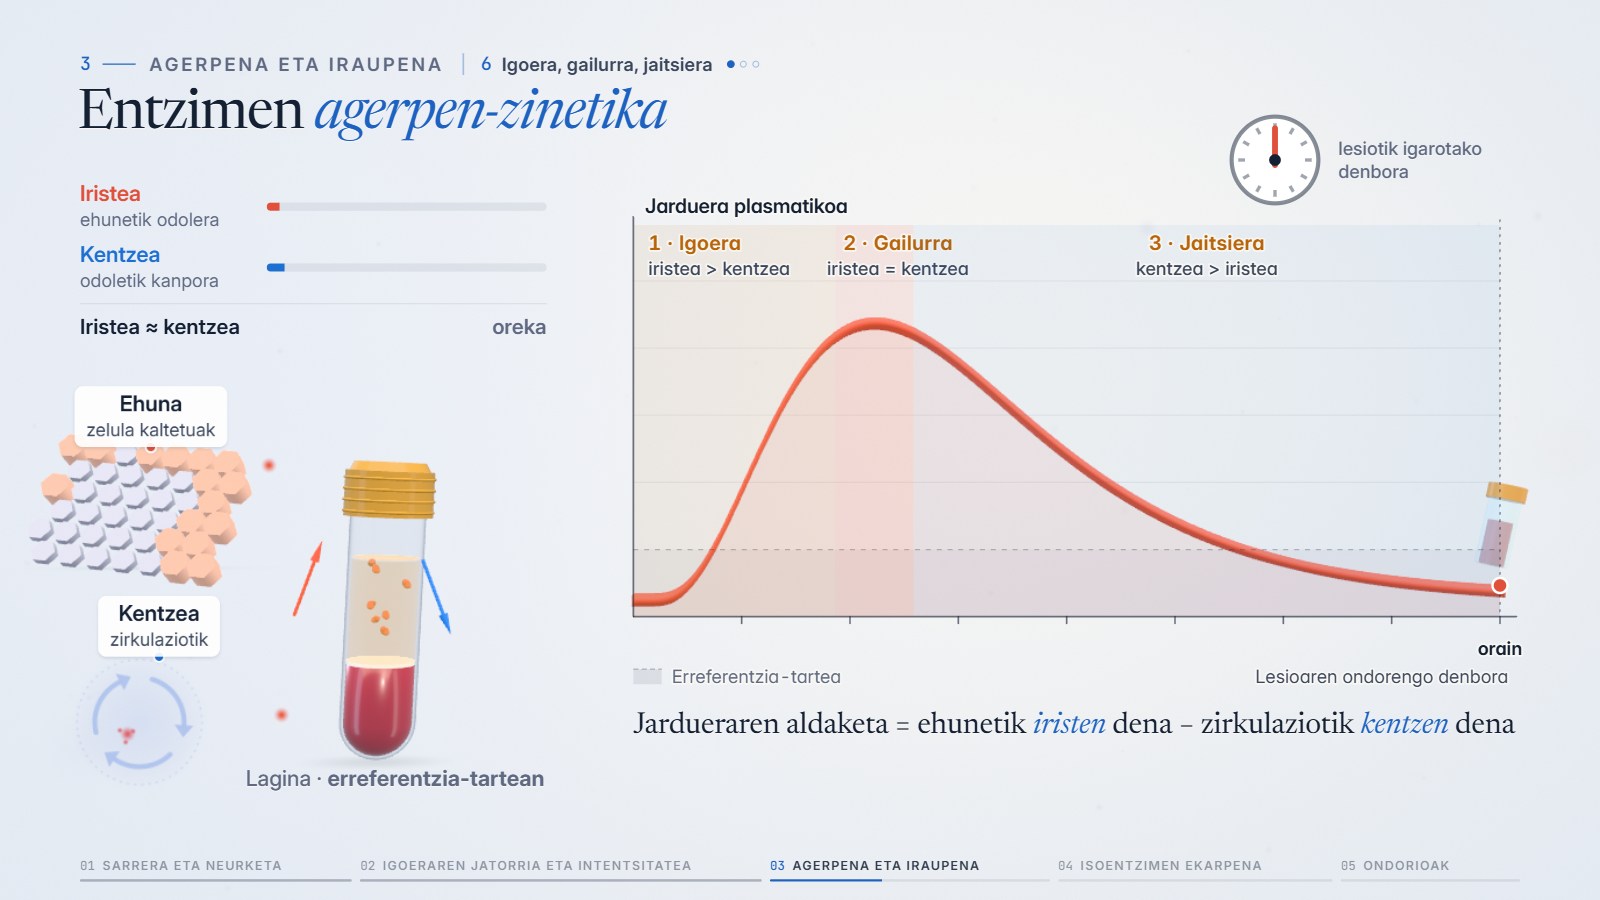 3 — AGERPENA ETA IRAUPENA | 6 Igoera, gailurra, jaitsiera
Entzimen agerpen-zinetika
lesiotik igarotako
denbora
Iristea
ehunetik odolera
Kentzea
odoletik kanpora
Iristea ≈ kentzea oreka
Ehuna
zelula kaltetuak
Kentzea
zirkulaziotik
Lagina · erreferentzia-tartean
Jarduera plasmatikoa
1 · Igoera
iristea > kentzea
2 · Gailurra
iristea = kentzea
3 · Jaitsiera
kentzea > iristea
orain
Erreferentzia-tartea
Lesioaren ondorengo denbora
Jardueraren aldaketa = ehunetik iristen dena – zirkulaziotik kentzen dena
01 SARRERA ETA NEURKETA
02 IGOERAREN JATORRIA ETA INTENTSITATEA
03 AGERPENA ETA IRAUPENA
04 ISOENTZIMEN EKARPENA
05 ONDORIOAK